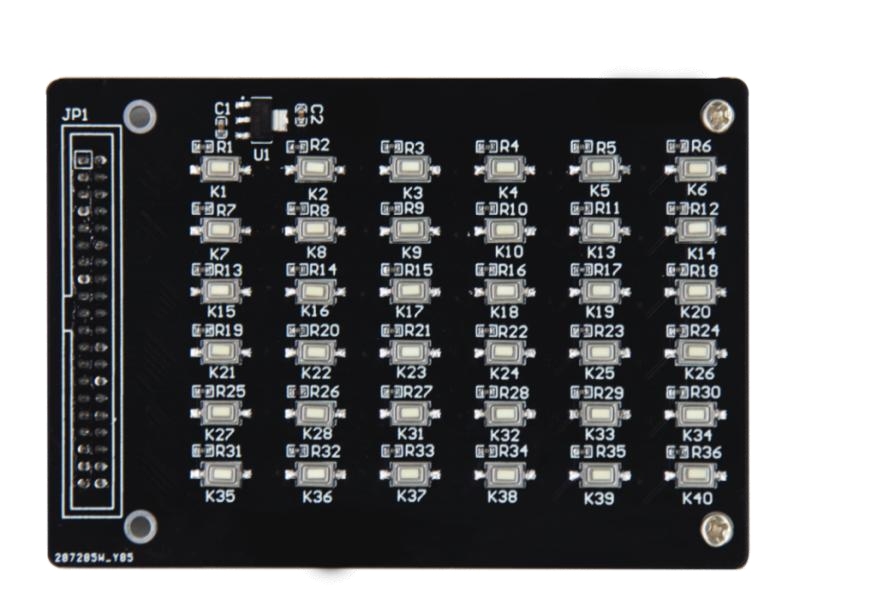 JP1
C1
C2
U1
R1 R2 R3 R4 R5 R6
K1 K2 K3 K4 K5 K6
R7 R8 R9 R10 R11 R12
K7 K8 K9 K10 K13 K14
R13 R14 R15 R16 R17 R18
K15 K16 K17 K18 K19 K20
R19 R20 R21 R22 R23 R24
K21 K22 K23 K24 K25 K26
R25 R26 R27 R28 R29 R30
K27 K28 K31 K32 K33 K34
R31 R32 R33 R34 R35 R36
K35 K36 K37 K38 K39 K40
207205W_Y05